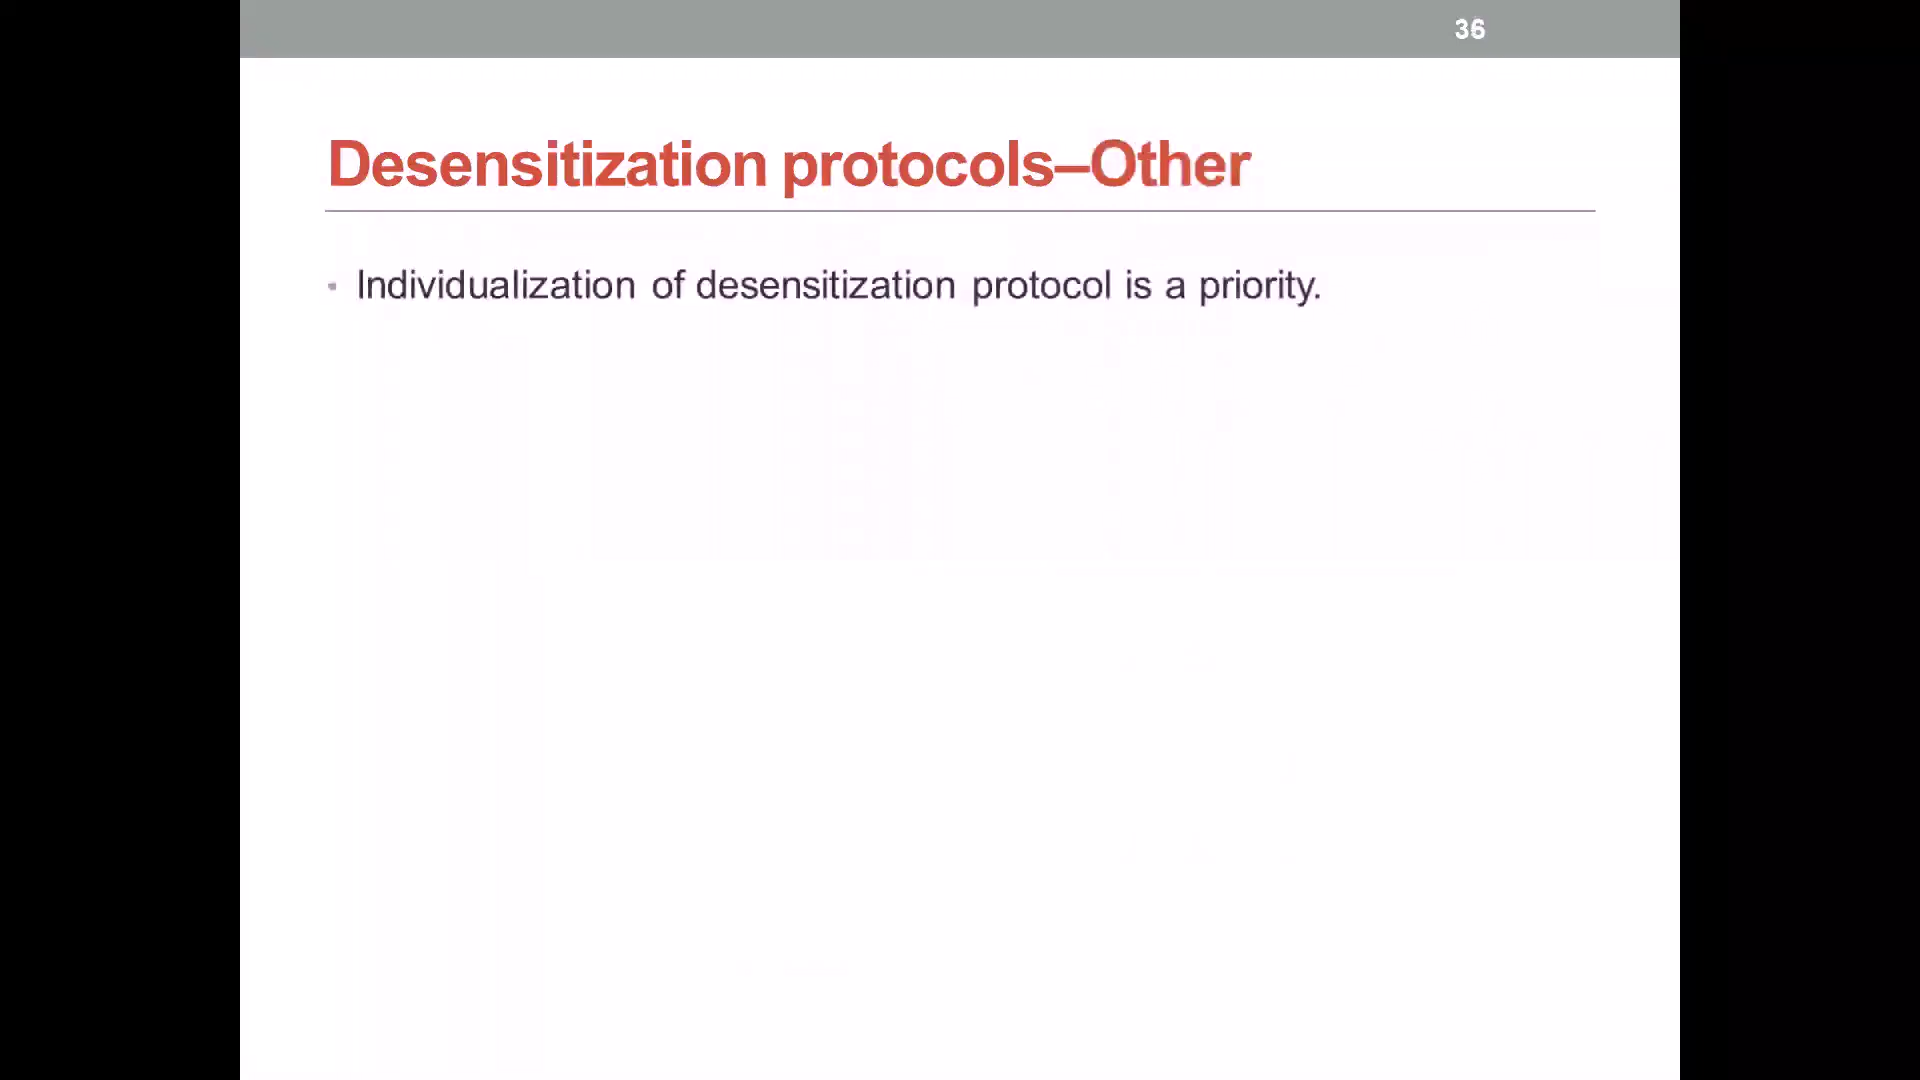 36
Desensitization protocols–Other
• Individualization of desensitization protocol is a priority.